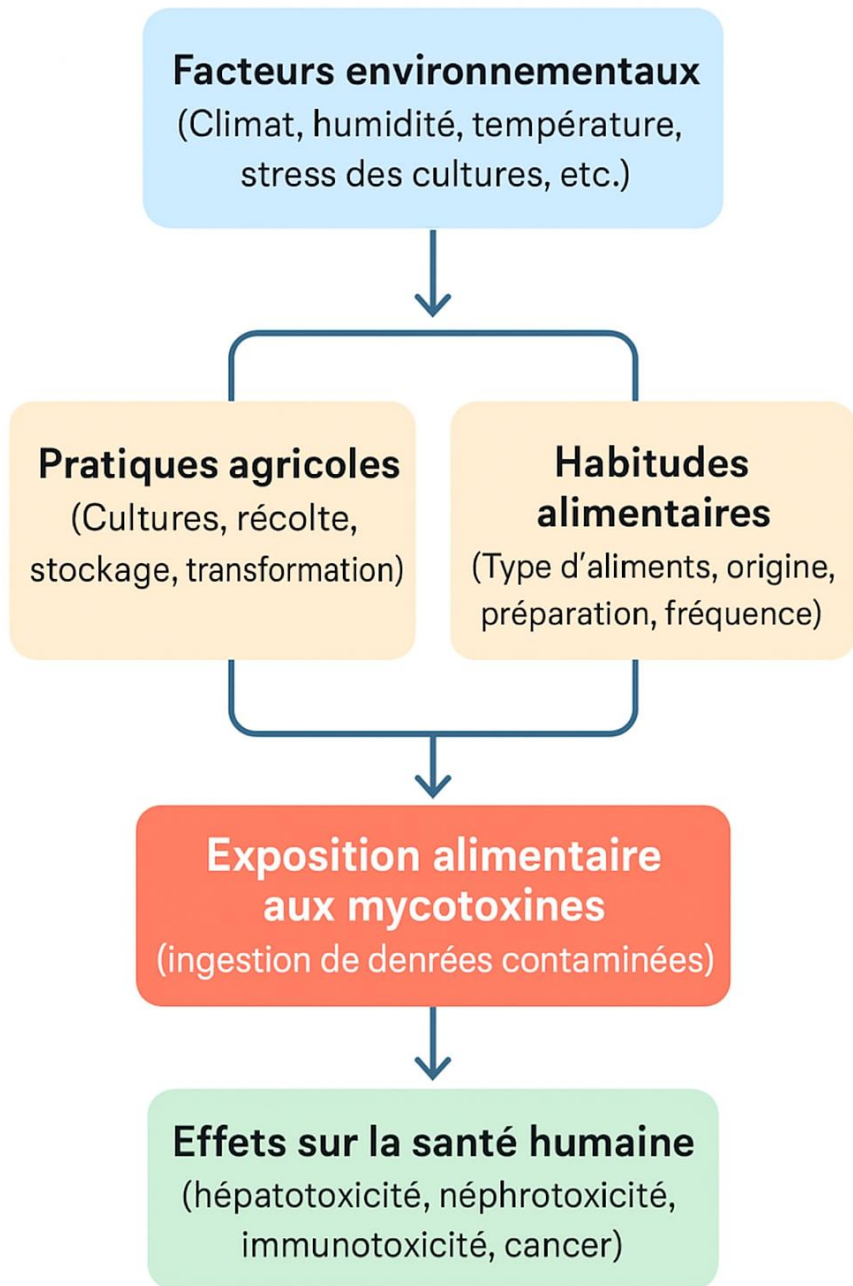 Facteurs environnementaux
(Climat, humidité, température,
stress des cultures, etc.)
Pratiques agricoles
(Cultures, récolte,
stockage, transformation)
Habitudes
alimentaires
(Type d'aliments, origine,
préparation, fréquence)
Exposition alimentaire
aux mycotoxines
(ingestion de denrées contaminées)
Effets sur la santé humaine
(hépatotoxicité, néphrotoxicité,
immunotoxicité, cancer)